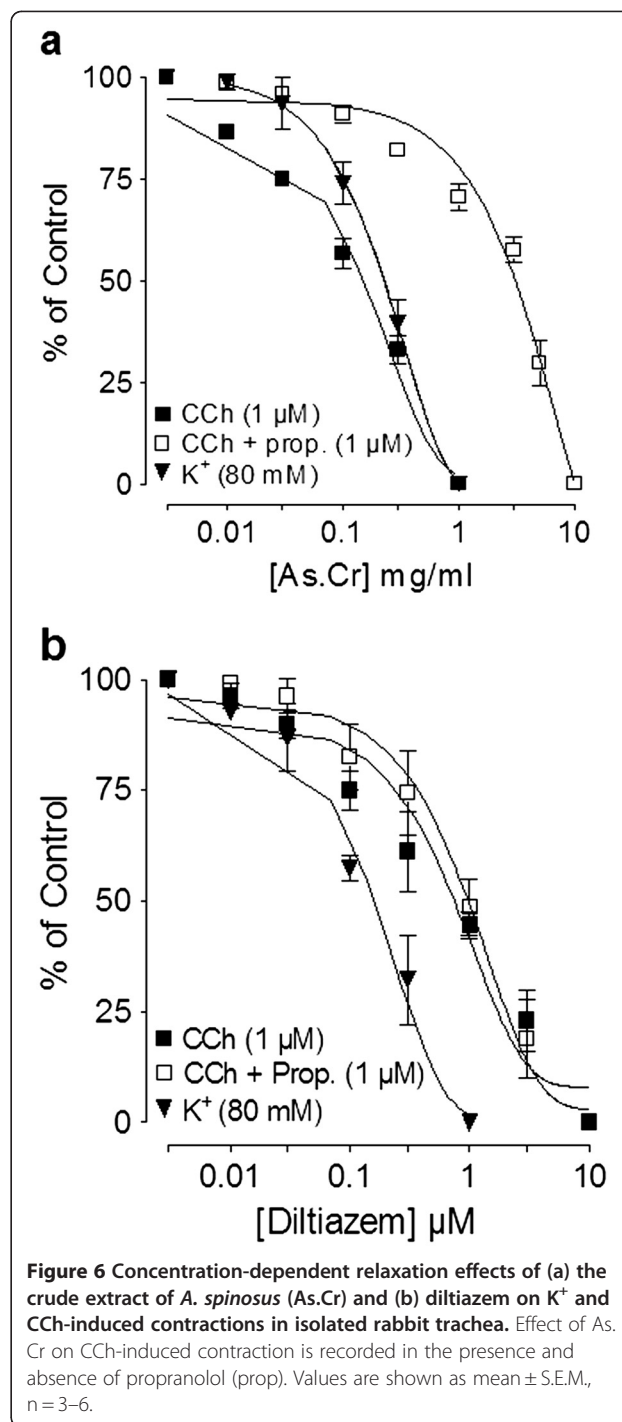 a
100
75
50
25
0
% of Control
■ CCh (1 µM)
□ CCh + prop. (1 µM)
▼ K⁺ (80 mM)
0.01 0.1 1 10
[As.Cr] mg/ml
b
100
75
50
25
0
% of Control
■ CCh (1 µM)
□ CCh + Prop. (1 µM)
▼ K⁺ (80 mM)
0.01 0.1 1 10
[Diltiazem] µM
Figure 6 Concentration-dependent relaxation effects of (a) the
crude extract of A. spinosus (As.Cr) and (b) diltiazem on K⁺ and
CCh-induced contractions in isolated rabbit trachea. Effect of As.
Cr on CCh-induced contraction is recorded in the presence and
absence of propranolol (prop). Values are shown as mean ± S.E.M.,
n = 3–6.